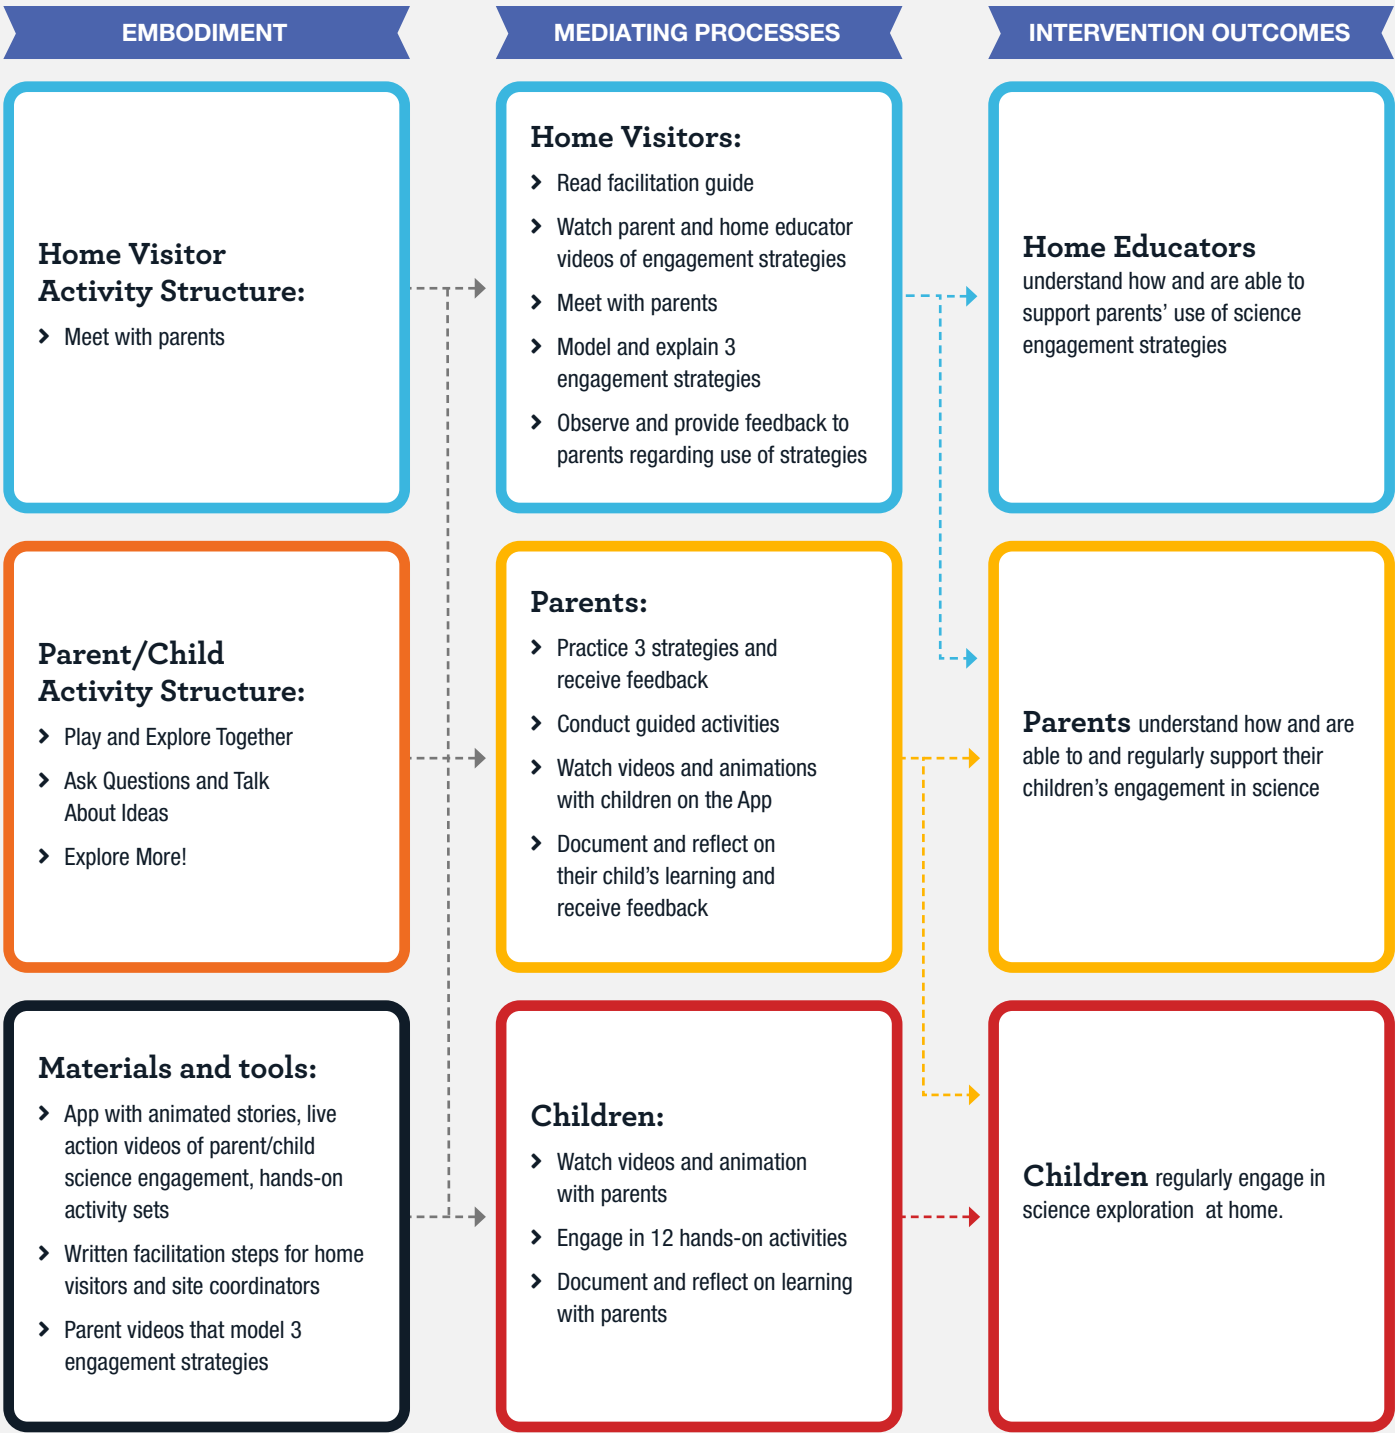 EMBODIMENT
MEDIATING PROCESSES
INTERVENTION OUTCOMES
Home Visitor
Activity Structure:
Meet with parents
Home Visitors:
Read facilitation guide
Watch parent and home educator
videos of engagement strategies
Meet with parents
Model and explain 3
engagement strategies
Observe and provide feedback to
parents regarding use of strategies
Home Educators
understand how and are able to
support parents’ use of science
engagement strategies
Parent/Child
Activity Structure:
Play and Explore Together
Ask Questions and Talk
About Ideas
Explore More!
Parents:
Practice 3 strategies and
receive feedback
Conduct guided activities
Watch videos and animations
with children on the App
Document and reflect on
their child’s learning and
receive feedback
Parents understand how and are
able to and regularly support their
children’s engagement in science
Materials and tools:
App with animated stories, live
action videos of parent/child
science engagement, hands-on
activity sets
Written facilitation steps for home
visitors and site coordinators
Parent videos that model 3
engagement strategies
Children:
Watch videos and animation
with parents
Engage in 12 hands-on activities
Document and reflect on learning
with parents
Children regularly engage in
science exploration at home.